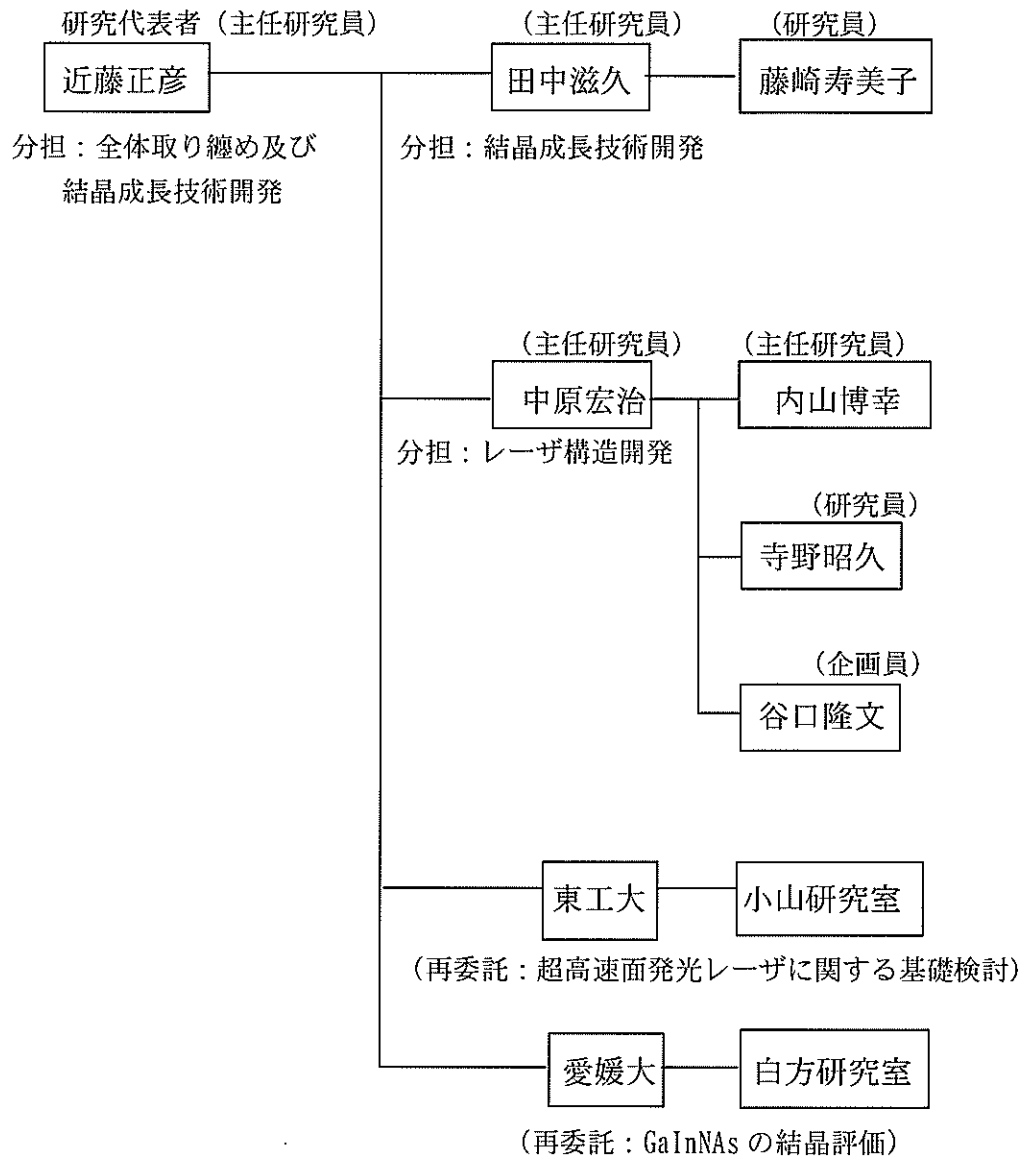 研究代表者（主任研究員）
（主任研究員）
（研究員）
近藤正彦
田中滋久
藤崎寿美子
分担：全体取り纏め及び
結晶成長技術開発
分担：結晶成長技術開発
（主任研究員）
（主任研究員）
中原宏治
内山博幸
分担：レーザ構造開発
（研究員）
寺野昭久
（企画員）
谷口隆文
東工大
小山研究室
（再委託：超高速面発光レーザに関する基礎検討）
愛媛大
白方研究室
（再委託：GaInNAsの結晶評価）